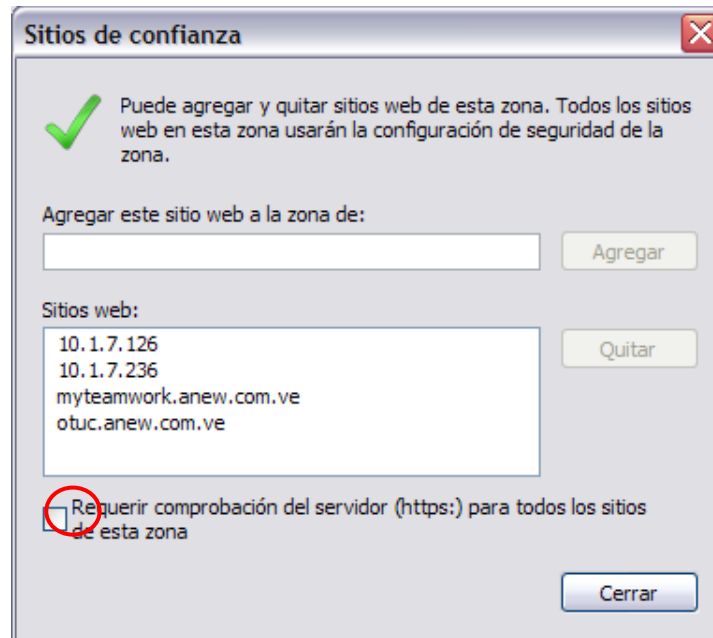 Sitios de confianza
Puede agregar y quitar sitios web de esta zona. Todos los sitios
web en esta zona usarán la configuración de seguridad de la
zona.
Agregar este sitio web a la zona de:
Agregar
Sitios web:
10.1.7.126
10.1.7.236
myteamwork.anew.com.ve
otuc.anew.com.ve
Quitar
Requerir comprobación del servidor (https:) para todos los sitios
de esta zona
Cerrar